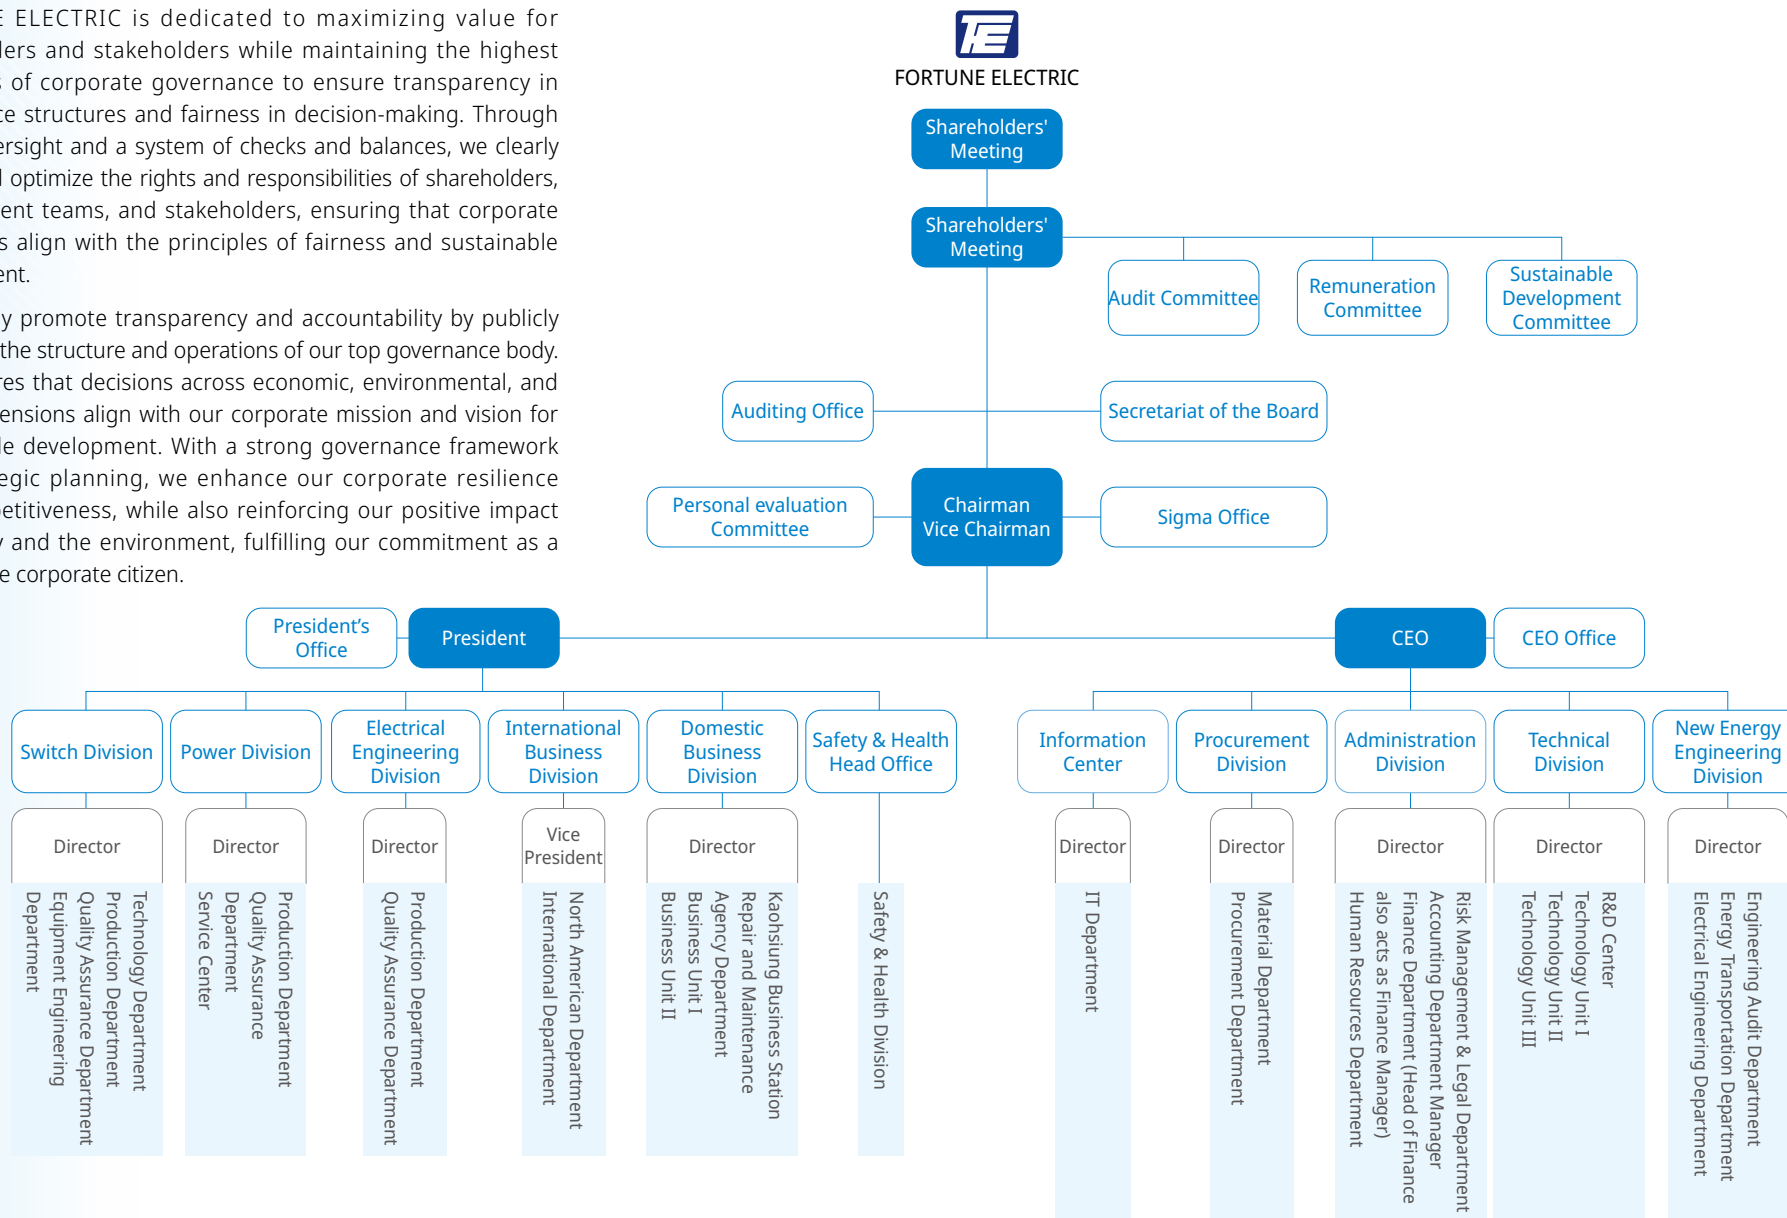 E ELECTRIC is dedicated to maximizing value for
ders and stakeholders while maintaining the highest
s of corporate governance to ensure transparency in
ce structures and fairness in decision-making. Through
ersight and a system of checks and balances, we clearly
d optimize the rights and responsibilities of shareholders,
ent teams, and stakeholders, ensuring that corporate
s align with the principles of fairness and sustainable
ent.
y promote transparency and accountability by publicly
the structure and operations of our top governance body.
res that decisions across economic, environmental, and
ensions align with our corporate mission and vision for
le development. With a strong governance framework
egic planning, we enhance our corporate resilience
petitiveness, while also reinforcing our positive impact
y and the environment, fulfilling our commitment as a
e corporate citizen.
FORTUNE ELECTRIC
Shareholders'
Meeting
Shareholders'
Meeting
Audit Committee
Remuneration
Committee
Sustainable
Development
Committee
Auditing Office
Secretariat of the Board
Personal evaluation
Committee
Chairman
Vice Chairman
Sigma Office
President's
Office
President
CEO
CEO Office
Switch Division
Power Division
Electrical
Engineering
Division
International
Business
Division
Domestic
Business
Division
Safety & Health
Head Office
Information
Center
Procurement
Division
Administration
Division
Technical
Division
New Energy
Engineering
Division
Director
Director
Director
Vice
President
Director
Director
Director
Director
Director
Director
Technology Department
Production Department
Quality Assurance Department
Equipment Engineering
Department
Production Department
Quality Assurance
Department
Service Center
Production Department
Quality Assurance Department
North American Department
International Department
Kaohsiung Business Station
Repair and Maintenance
Agency Department
Business Unit I
Business Unit II
Safety & Health Division
IT Department
Material Department
Procurement Department
Risk Management & Legal Department
Accounting Department Manager
Finance Department (Head of Finance
also acts as Finance Manager)
Human Resources Department
R&D Center
Technology Unit I
Technology Unit II
Technology Unit III
Engineering Audit Department
Energy Transportation Department
Electrical Engineering Department